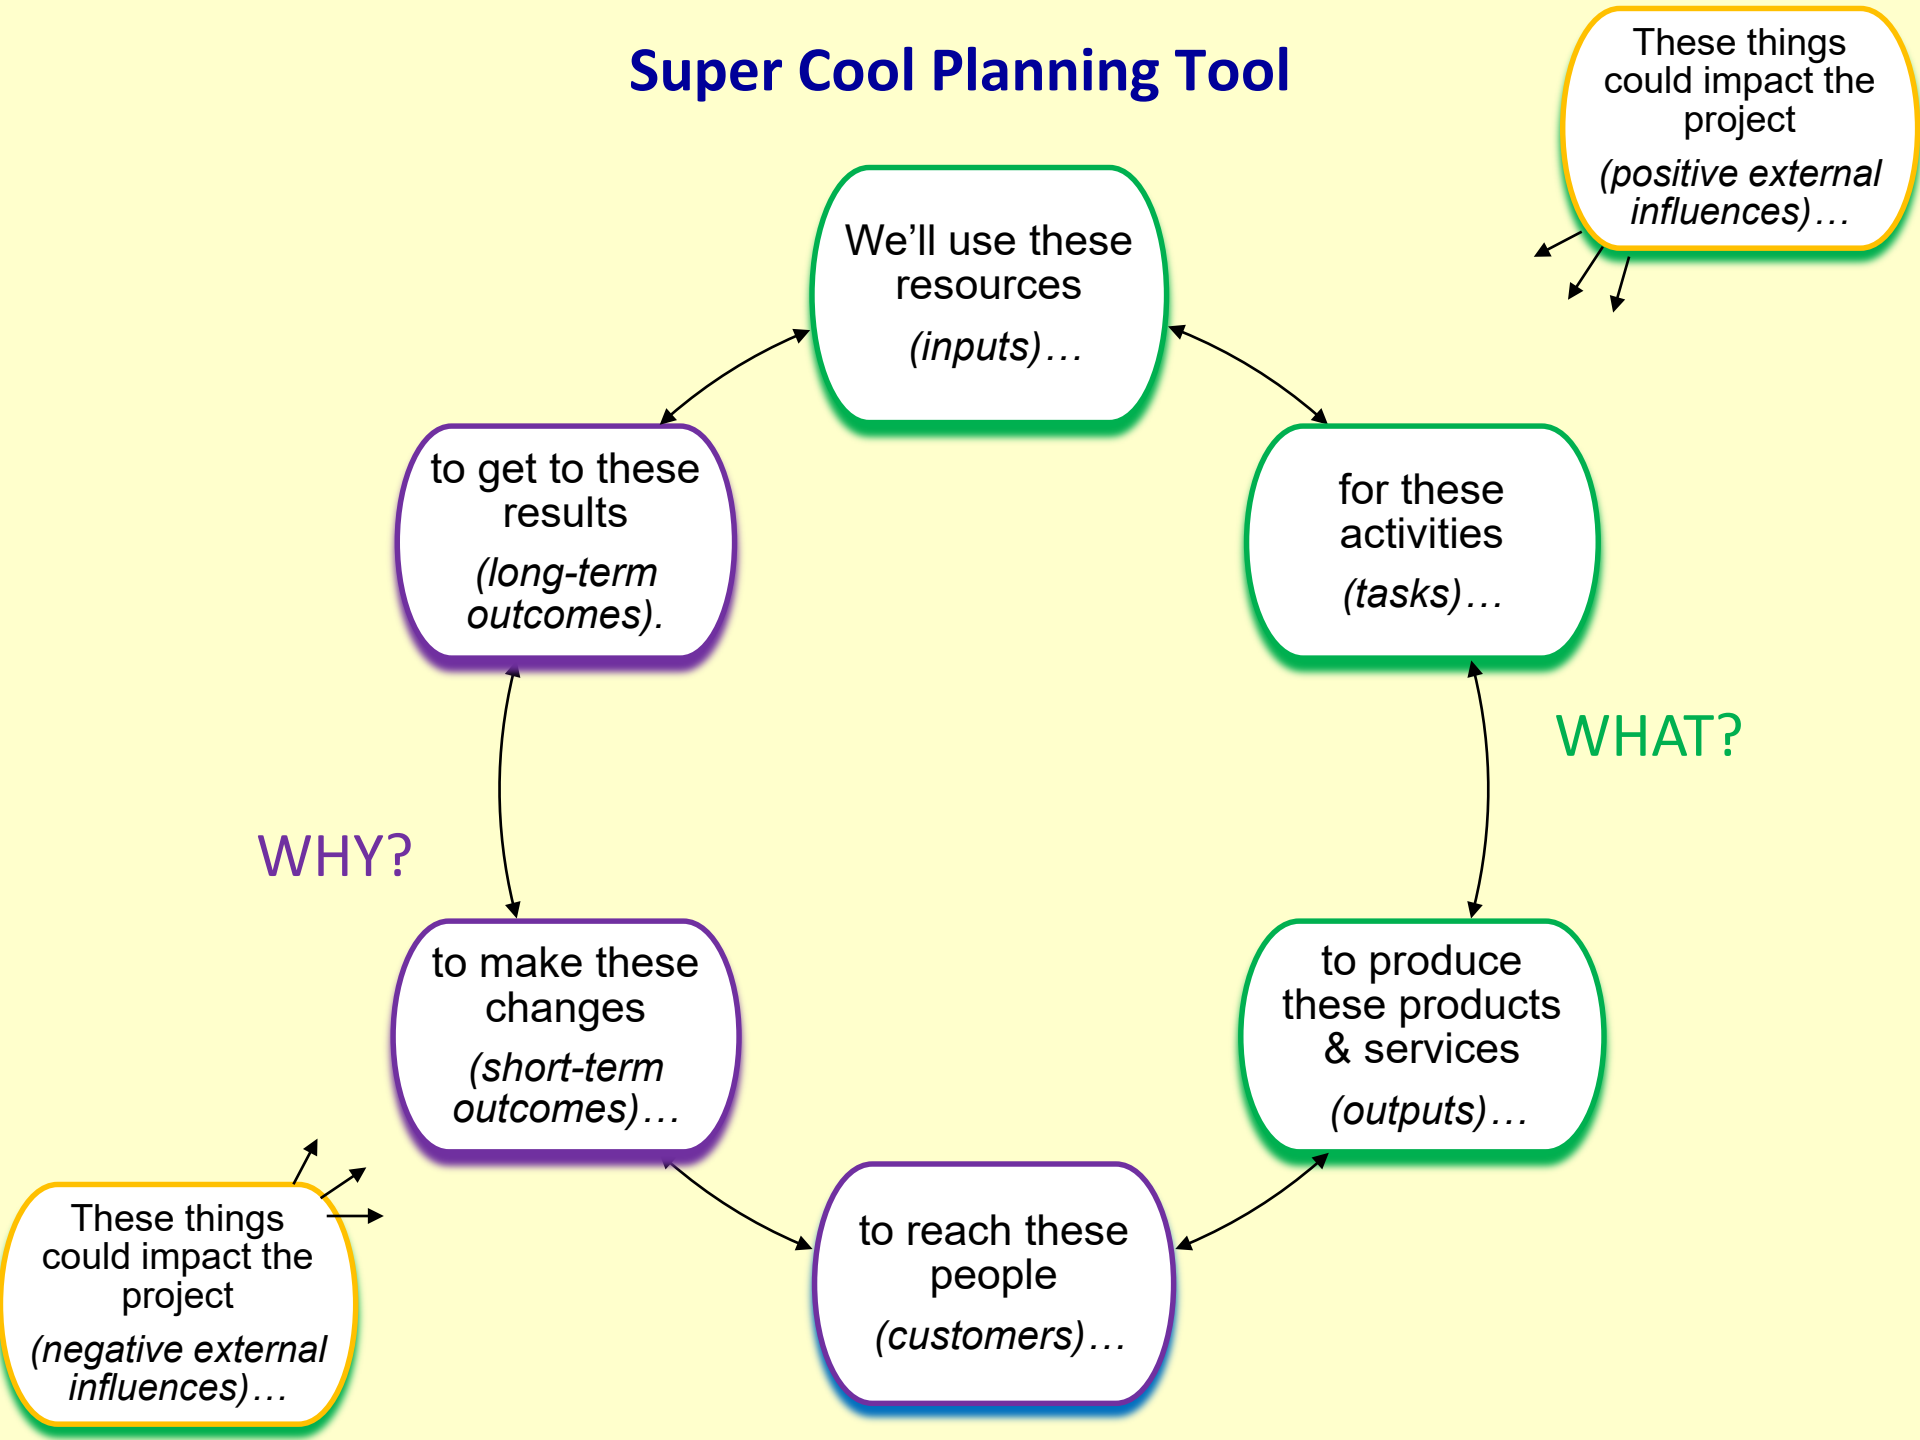 Super Cool Planning Tool
These things
could impact the
project
(positive external
influences)…
We’ll use these
resources
(inputs)…
for these
activities
(tasks)…
WHAT?
to produce
these products
& services
(outputs)…
to reach these
people
(customers)…
to make these
changes
(short-term
outcomes)…
WHY?
to get to these
results
(long-term
outcomes).
These things
could impact the
project
(negative external
influences)…